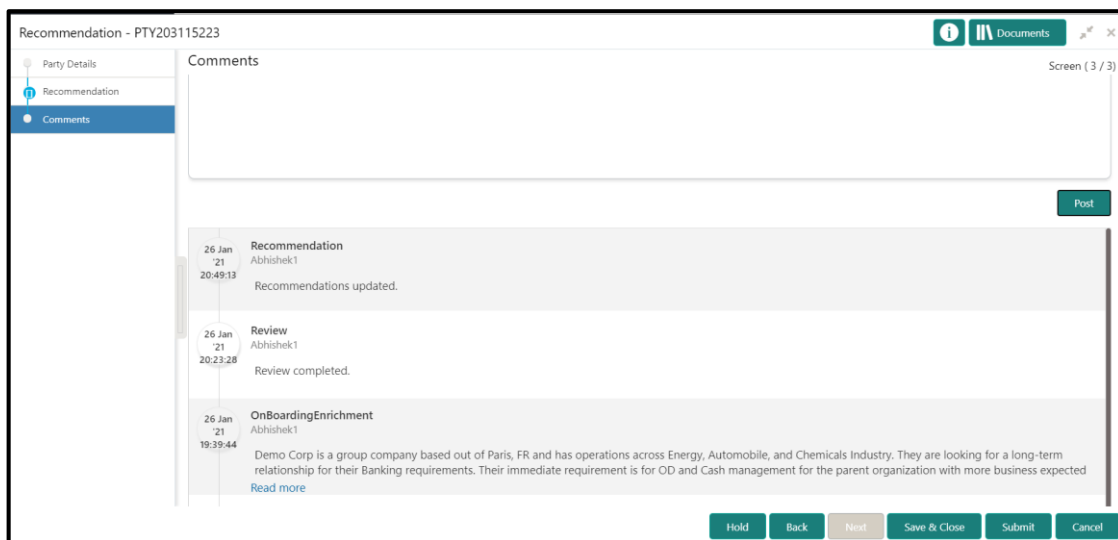 Recommendation - PTY203115223
Documents
Party Details
Recommendation
Comments
Comments
Screen ( 3 / 3)
Post
26 Jan
'21
20:49:13
Recommendation
Abhishek1
Recommendations updated.
26 Jan
'21
20:23:28
Review
Abhishek1
Review completed.
26 Jan
'21
19:39:44
OnBoardingEnrichment
Abhishek1
Demo Corp is a group company based out of Paris, FR and has operations across Energy, Automobile, and Chemicals Industry. They are looking for a long-term
relationship for their Banking requirements. Their immediate requirement is for OD and Cash management for the parent organization with more business expected
Read more
Hold
Back
Next
Save & Close
Submit
Cancel